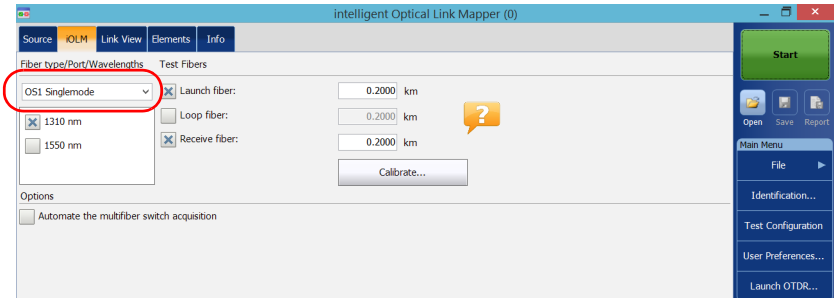 intelligent Optical Link Mapper (0)
Source iOLM Link View Elements Info
Fiber type/Port/Wavelengths Test Fibers
OS1 Singlemode
1310 nm
1550 nm
Launch fiber: 0.2000 km
Loop fiber: 0.2000 km
Receive fiber: 0.2000 km
?
Calibrate...
Options
Automate the multifiber switch acquisition
Start
Open Save Report
Main Menu
File
Identification...
Test Configuration
User Preferences...
Launch OTDR...